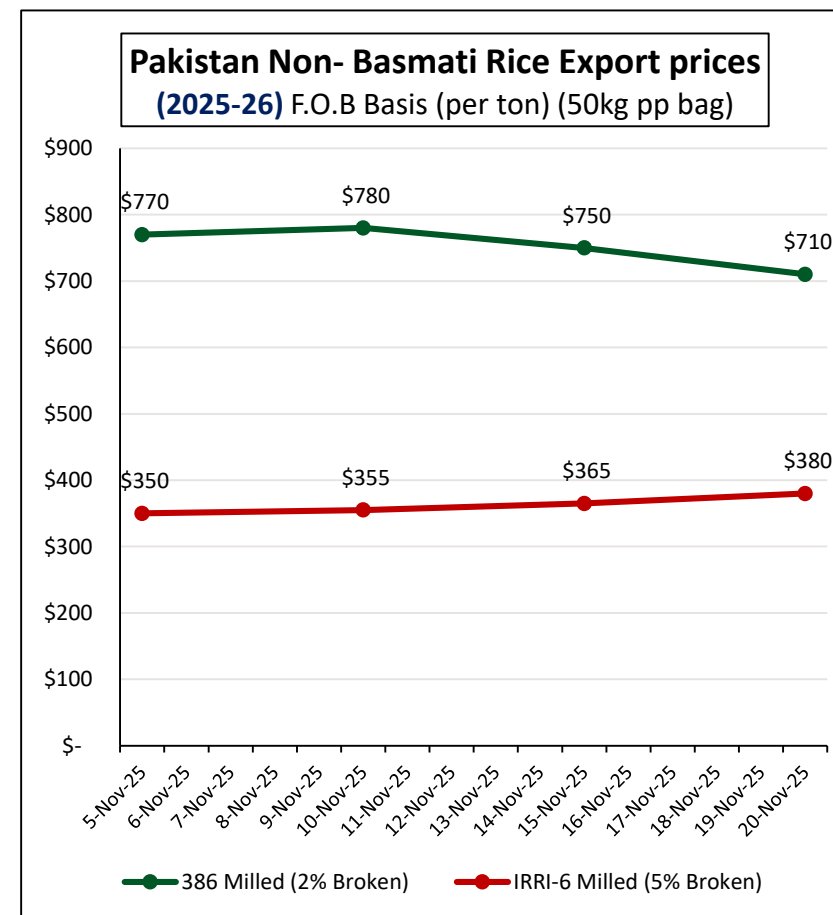 Pakistan Non- Basmati Rice Export prices
(2025-26) F.O.B Basis (per ton) (50kg pp bag)
$900
$800
$700
$600
$500
$400
$300
$200
$100
$-
$770
$780
$750
$710
$350
$355
$365
$380
5-Nov-25
6-Nov-25
7-Nov-25
8-Nov-25
9-Nov-25
10-Nov-25
11-Nov-25
12-Nov-25
13-Nov-25
14-Nov-25
15-Nov-25
16-Nov-25
17-Nov-25
18-Nov-25
19-Nov-25
20-Nov-25
386 Milled (2% Broken)
IRRI-6 Milled (5% Broken)